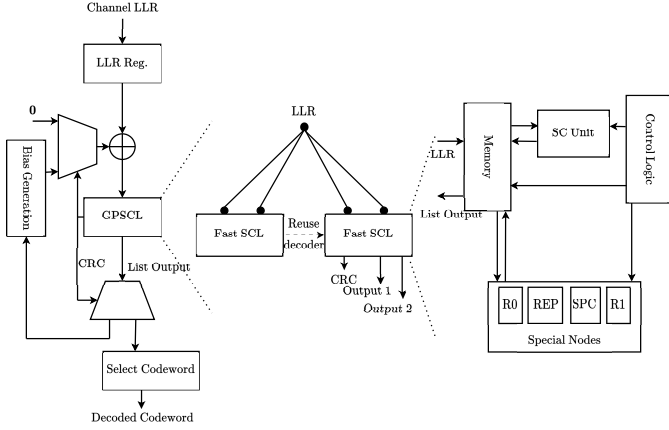 Channel LLR
LLR Reg.
0
Bias Generation
GPSCL
CRC
List Output
Select Codeword
Decoded Codeword
LLR
Fast SCL
Reuse
decoder
Fast SCL
CRC
Output 1
Output 2
LLR
List Output
Memory
SC Unit
Control Logic
R0
REP
SPC
R1
Special Nodes